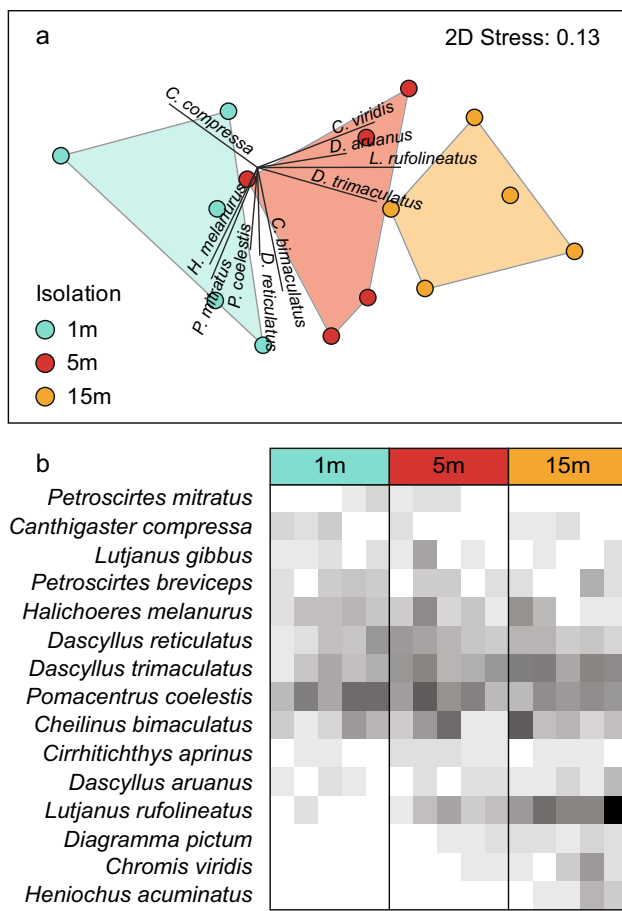 a
2D Stress: 0.13
C. compressa
C. viridis
D. aruanus
L. rufolineatus
D. trimaculatus
H. melanurus
P. mitratus
P. coelestis
D. reticulatus
C. bimaculatus
Isolation
1m
5m
15m
b
1m 5m 15m
Petroscirtes mitratus
Canthigaster compressa
Lutjanus gibbus
Petroscirtes breviceps
Halichoeres melanurus
Dascyllus reticulatus
Dascyllus trimaculatus
Pomacentrus coelestis
Cheilinus bimaculatus
Cirrhitichthys aprinus
Dascyllus aruanus
Lutjanus rufolineatus
Diagramma pictum
Chromis viridis
Heniochus acuminatus